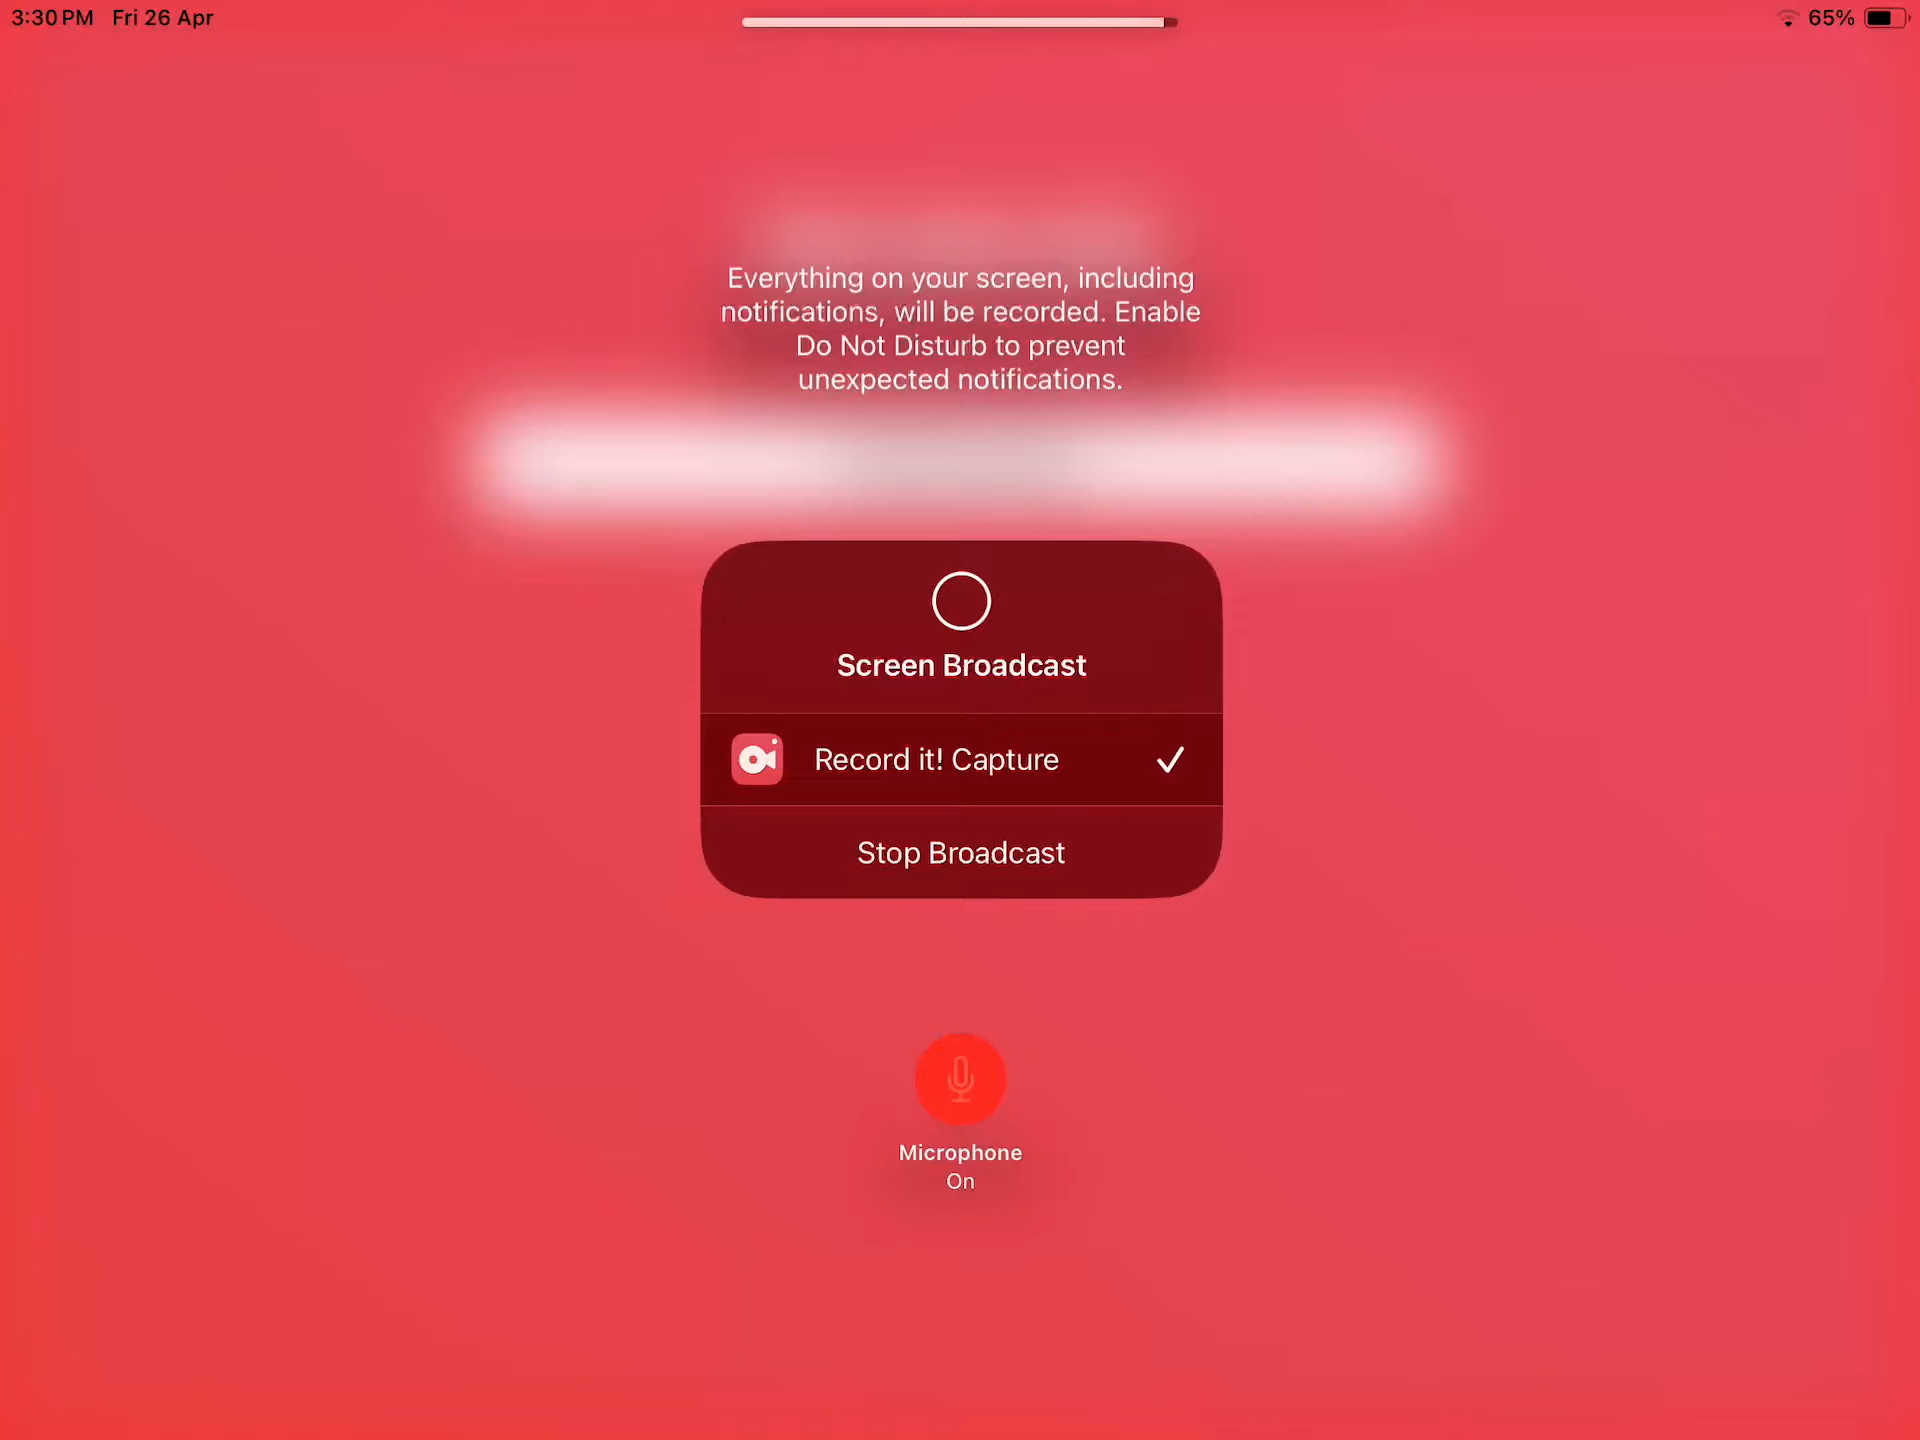 3:30 PM Fri 26 Apr
65%
Everything on your screen, including
notifications, will be recorded. Enable
Do Not Disturb to prevent
unexpected notifications.
Screen Broadcast
Record it! Capture
Stop Broadcast
Microphone
On